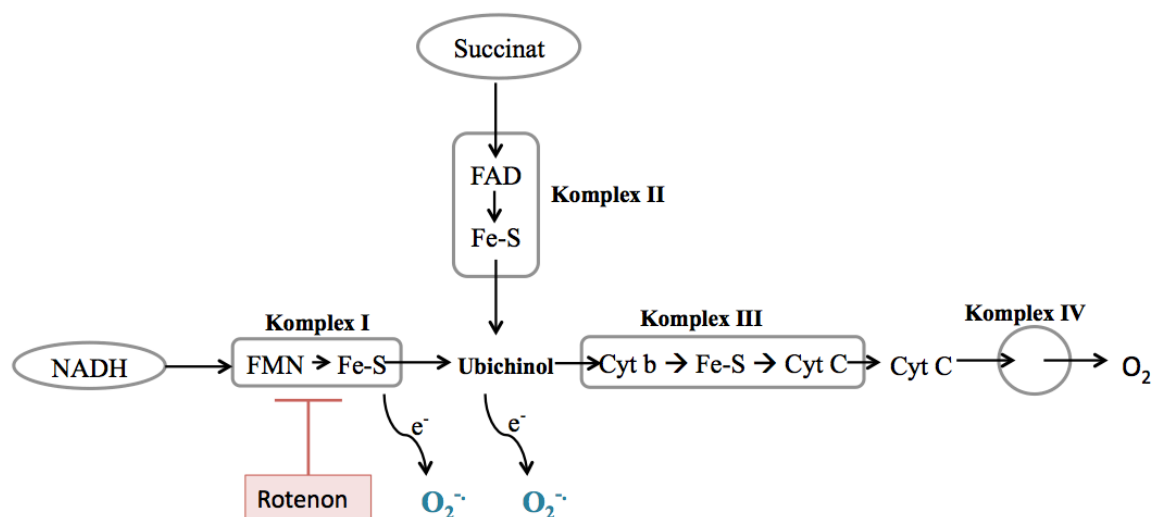 Succinat
FAD
Komplex II
Fe-S
Komplex I
Komplex III
Komplex IV
NADH
FMN → Fe-S
Ubichinol
Cyt b → Fe-S → Cyt C
Cyt C
O₂
e⁻
e⁻
Rotenon
O₂⁻·
O₂⁻·